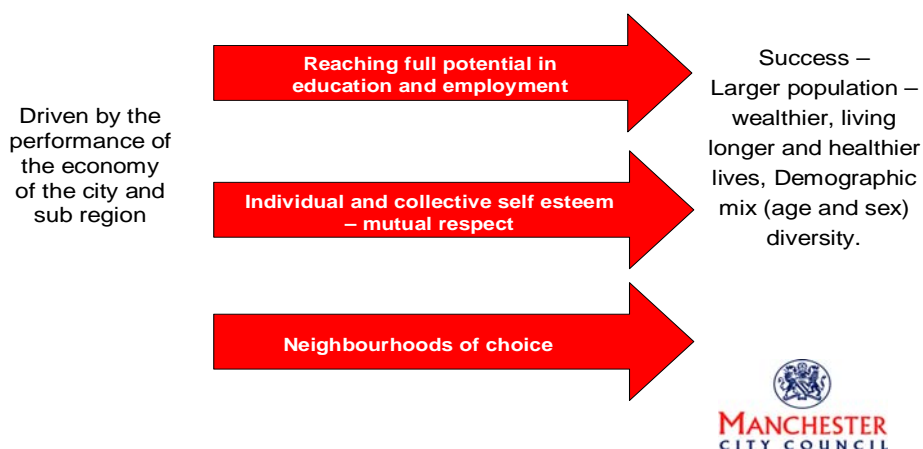 Driven by the
performance of
the economy
of the city and
sub region
Reaching full potential in
education and employment
Individual and collective self esteem
– mutual respect
Neighbourhoods of choice
Success –
Larger population –
wealthier, living
longer and healthier
lives, Demographic
mix (age and sex)
diversity.
MANCHESTER
CITY COUNCIL